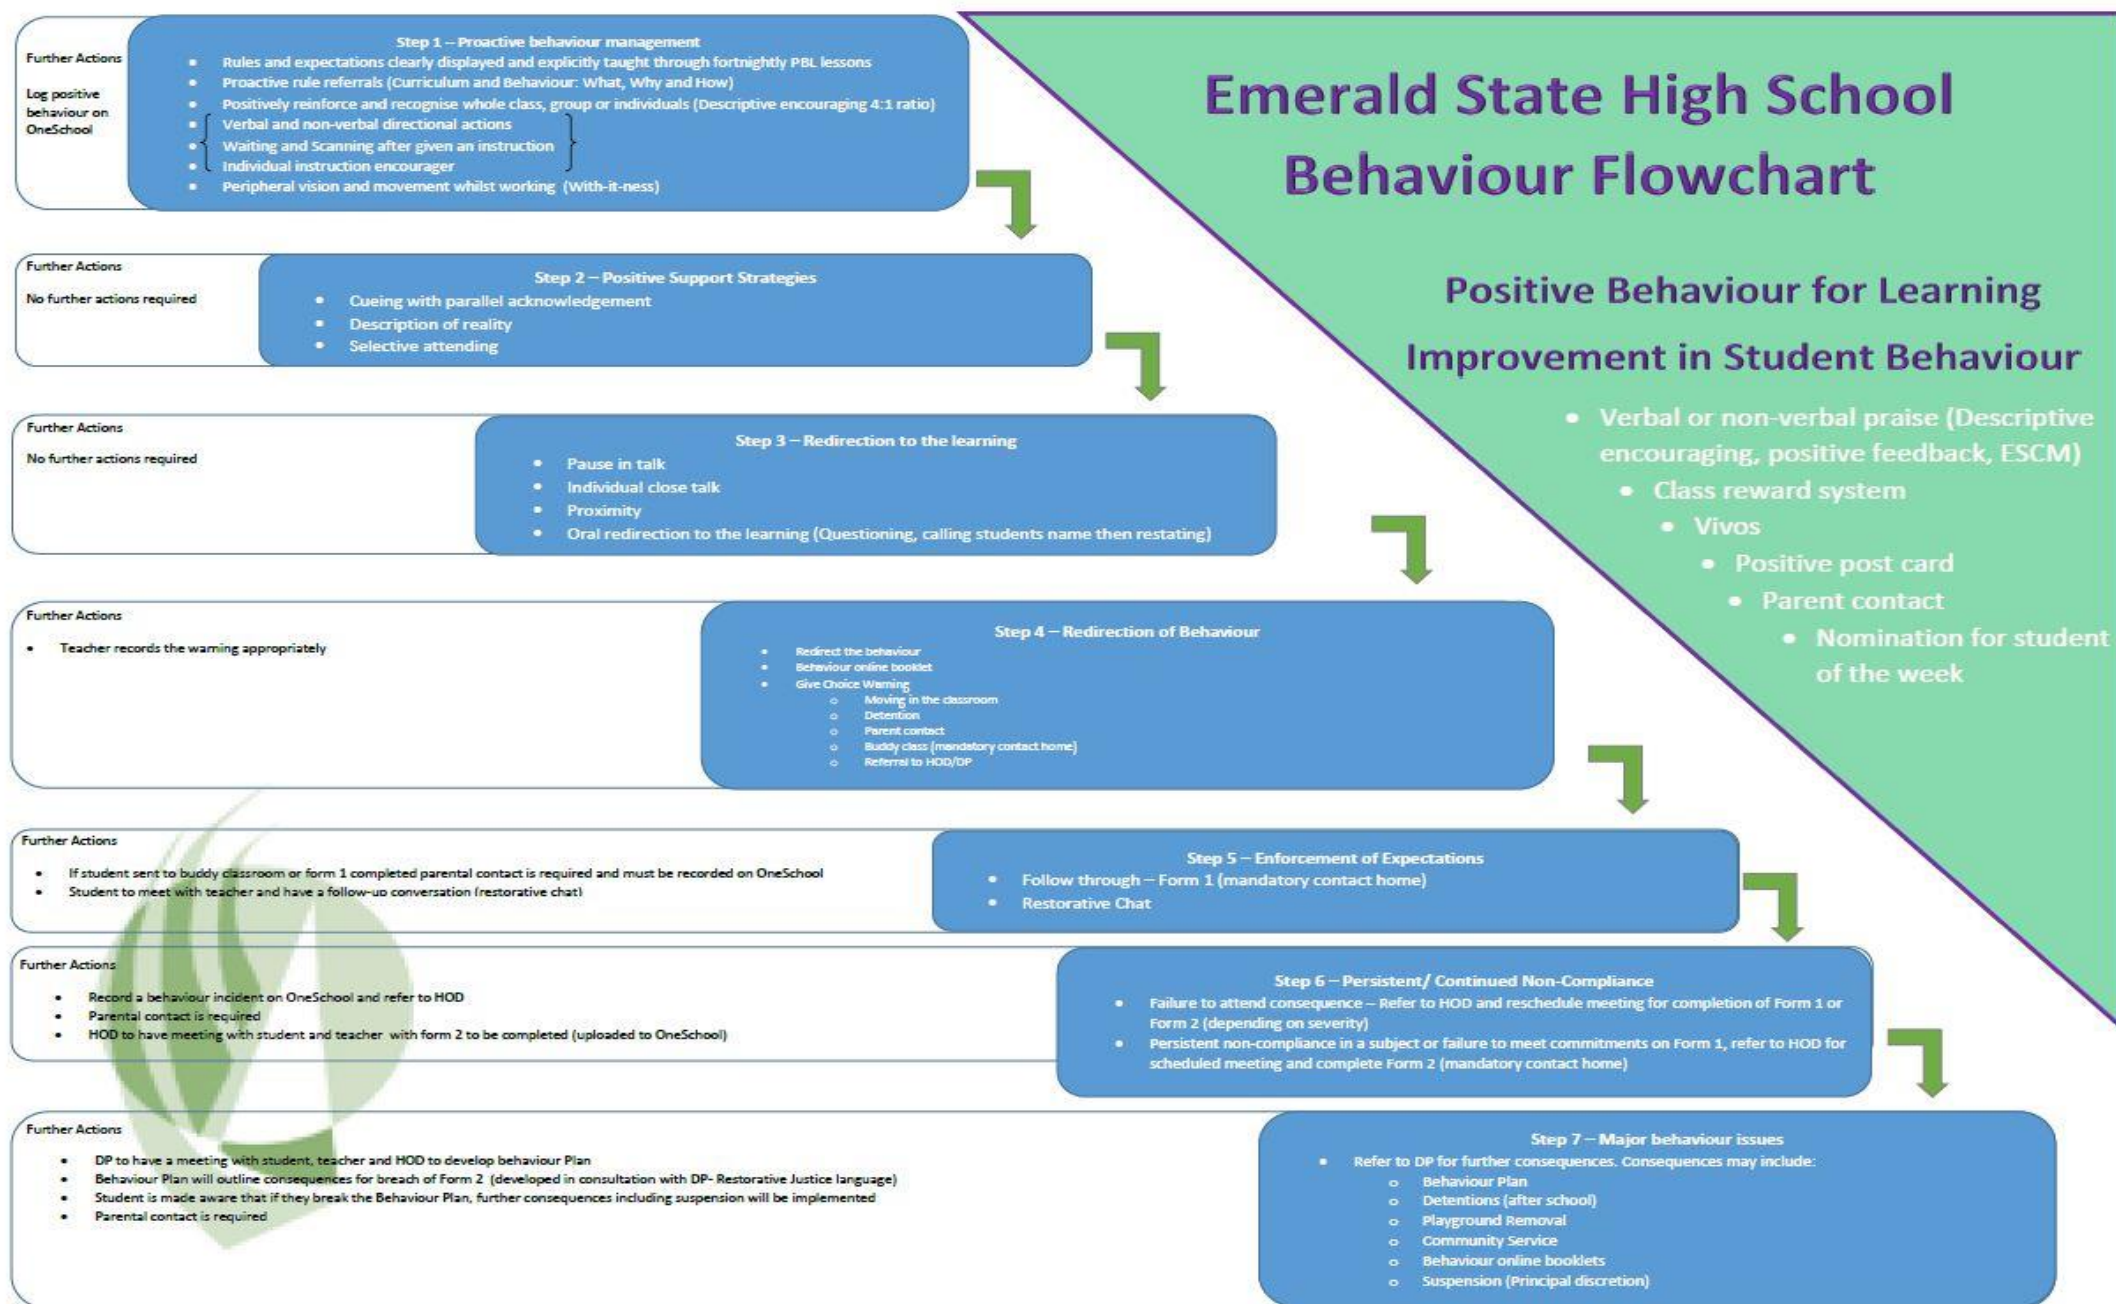 Emerald State High School
Behaviour Flowchart
Positive Behaviour for Learning
Improvement in Student Behaviour
• Verbal or non-verbal praise (Descriptive
encouraging, positive feedback, ESCM)
• Class reward system
• Vivos
• Positive post card
• Parent contact
• Nomination for student
of the week
Further Actions
Log positive
behaviour on
OneSchool
Step 1 – Proactive behaviour management
• Rules and expectations clearly displayed and explicitly taught through fortnightly PBL lessons
• Proactive rule referrals (Curriculum and Behaviour: What, Why and How)
• Positively reinforce and recognise whole class, group or individuals (Descriptive encouraging 4:1 ratio)
• Verbal and non-verbal directional actions
• Waiting and Scanning after given an instruction
• Individual instruction encourager
• Peripheral vision and movement whilst working (With-it-ness)
Further Actions
No further actions required
Step 2 – Positive Support Strategies
• Cueing with parallel acknowledgement
• Description of reality
• Selective attending
Further Actions
No further actions required
Step 3 – Redirection to the learning
• Pause in talk
• Individual close talk
• Proximity
• Oral redirection to the learning (Questioning, calling students name then restating)
Further Actions
• Teacher records the warning appropriately
Step 4 – Redirection of Behaviour
• Redirect the behaviour
• Behaviour online booklet
• Give Choice Warning
o Moving in the classroom
o Detention
o Parent contact
o Buddy class (mandatory contact home)
o Referral to HOD/DP
Further Actions
• If student sent to buddy classroom or form 1 completed parental contact is required and must be recorded on OneSchool
• Student to meet with teacher and have a follow-up conversation (restorative chat)
Step 5 – Enforcement of Expectations
• Follow through – Form 1 (mandatory contact home)
• Restorative Chat
Further Actions
• Record a behaviour incident on OneSchool and refer to HOD
• Parental contact is required
• HOD to have meeting with student and teacher with form 2 to be completed (uploaded to OneSchool)
Step 6 – Persistent/ Continued Non-Compliance
• Failure to attend consequence – Refer to HOD and reschedule meeting for completion of Form 1 or
Form 2 (depending on severity)
• Persistent non-compliance in a subject or failure to meet commitments on Form 1, refer to HOD for
scheduled meeting and complete Form 2 (mandatory contact home)
Further Actions
• DP to have a meeting with student, teacher and HOD to develop behaviour Plan
• Behaviour Plan will outline consequences for breach of Form 2 (developed in consultation with DP- Restorative Justice language)
• Student is made aware that if they break the Behaviour Plan, further consequences including suspension will be implemented
• Parental contact is required
Step 7 – Major behaviour issues
• Refer to DP for further consequences. Consequences may include:
o Behaviour Plan
o Detentions (after school)
o Playground Removal
o Community Service
o Behaviour online booklets
o Suspension (Principal discretion)